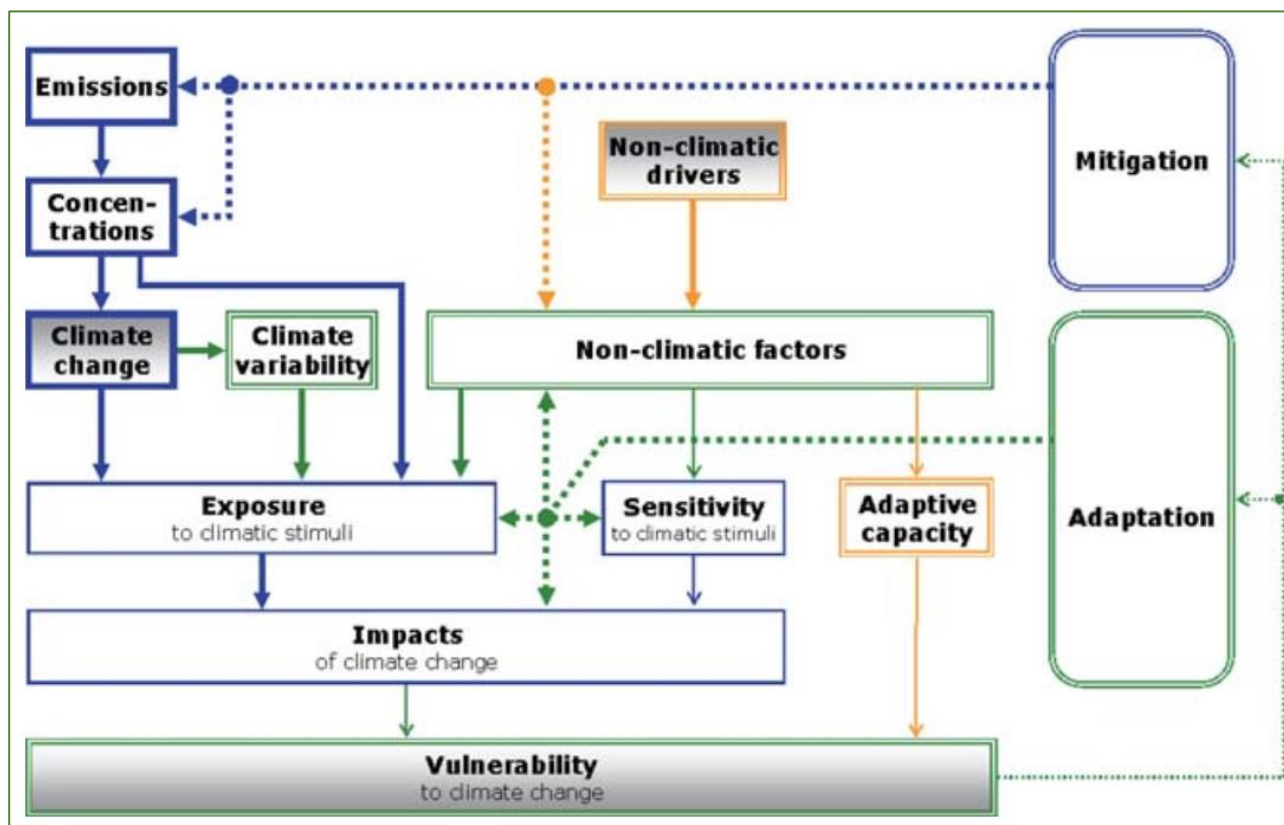 Emissions
Non-climatic
drivers
Mitigation
Concen-
trations
Climate
change
Climate
variability
Non-climatic factors
Exposure
to climatic stimuli
Sensitivity
to climatic stimuli
Adaptive
capacity
Adaptation
Impacts
of climate change
Vulnerability
to climate change